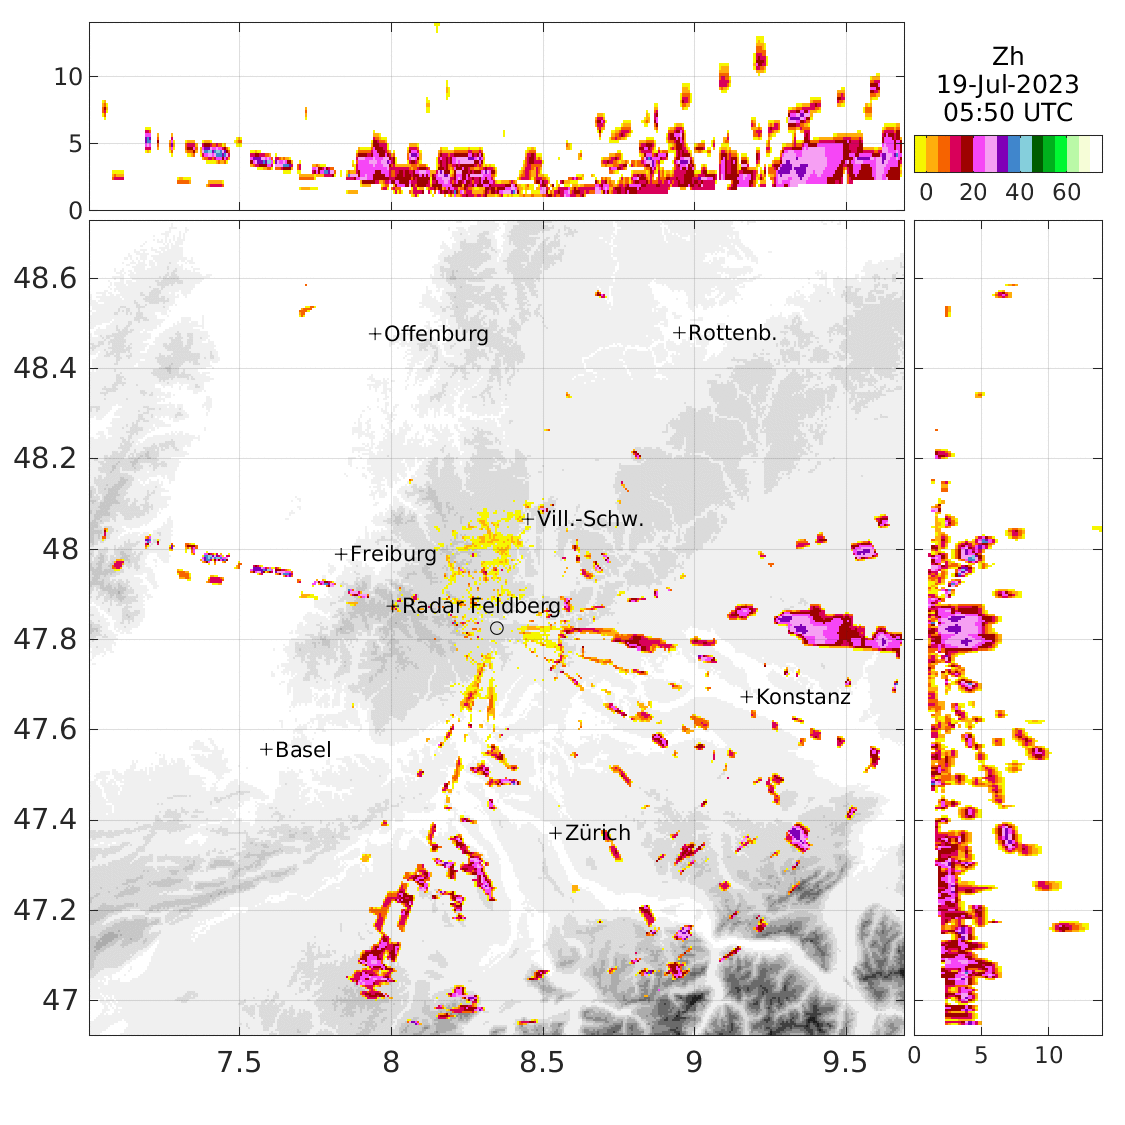 Zh
19-Jul-2023
05:50 UTC
0 20 40 60
10
5
0
48.6
48.4
48.2
48
47.8
47.6
47.4
47.2
47
+Offenburg
+Rottenb.
+Vill.-Schw.
+Freiburg
+Radar Feldberg
+Konstanz
+Basel
+Zürich
7.5 8 8.5 9 9.5
0 5 10